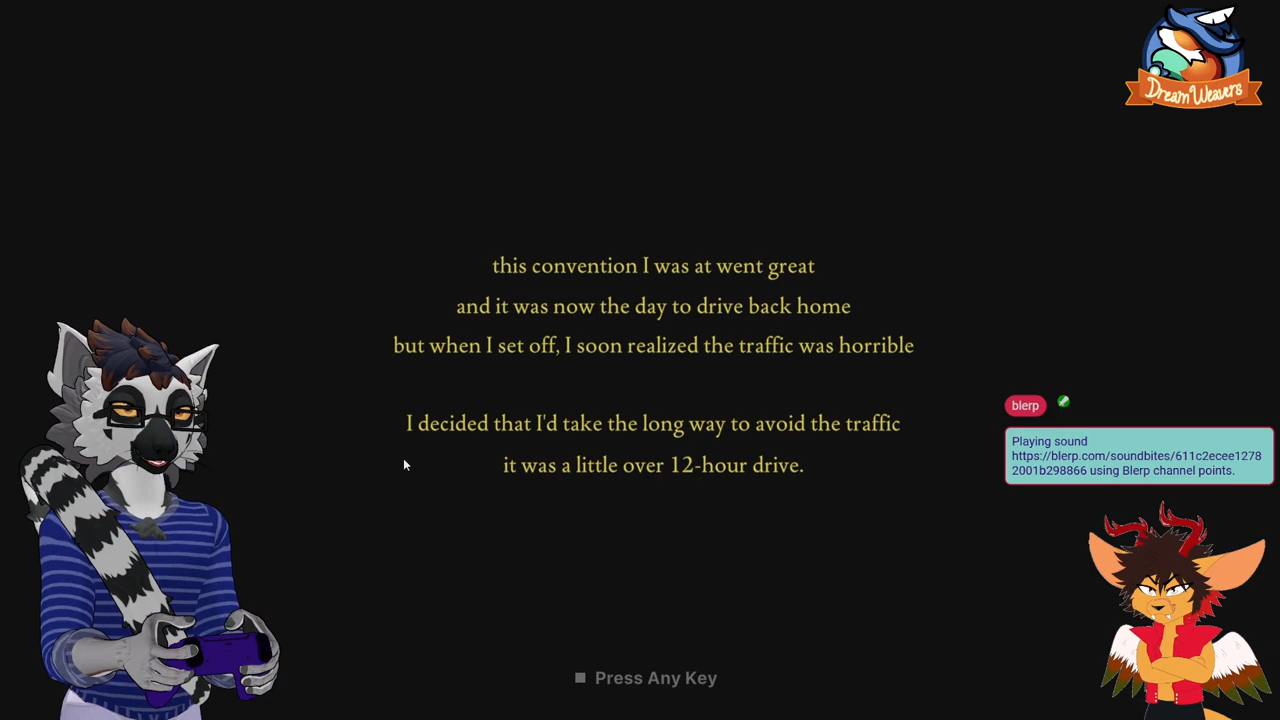 Dream Weavers
this convention I was at went great
and it was now the day to drive back home
but when I set off, I soon realized the traffic was horrible
I decided that I'd take the long way to avoid the traffic
it was a little over 12-hour drive.
blerp
Playing sound
https://blerp.com/soundbites/611c2ecee1278
2001b298866 using Blerp channel points.
Press Any Key